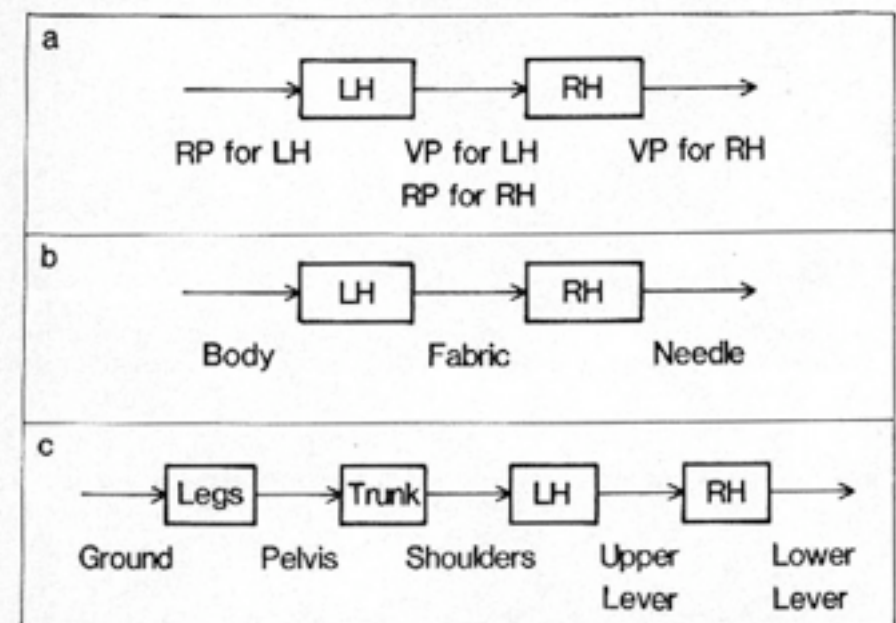 a
LH RH
RP for LH VP for LH VP for RH
RP for RH
b
LH RH
Body Fabric Needle
c
Legs Trunk LH RH
Ground Pelvis Shoulders Upper Lower
Lever Lever